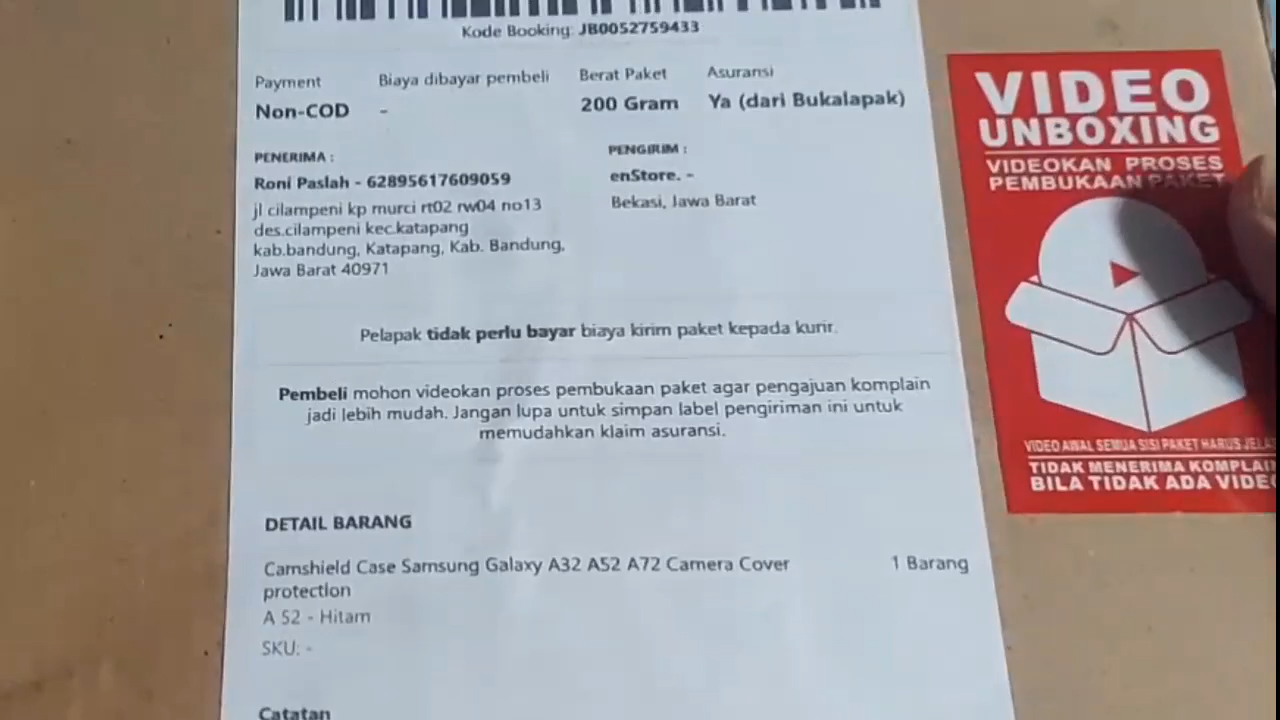 Kode Booking: JB0052759433
Payment Biaya dibayar pembeli Berat Paket Asuransi
Non-COD - 200 Gram Ya (dari Bukalapak)
PENERIMA :
Roni Paslah - 62895617609059
jl cilampeni kp murci rt02 rw04 no13
des.cilampeni kec.katapang
kab.bandung, Katapang, Kab. Bandung,
Jawa Barat 40971
PENGIRIM :
enStore. -
Bekasi, Jawa Barat
Pelapak tidak perlu bayar biaya kirim paket kepada kurir.
Pembeli mohon videokan proses pembukaan paket agar pengajuan komplain
jadi lebih mudah. Jangan lupa untuk simpan label pengiriman ini untuk
memudahkan klaim asuransi.
DETAIL BARANG
Camshield Case Samsung Galaxy A32 A52 A72 Camera Cover 1 Barang
protection
A 52 - Hitam
SKU: -
Catatan
VIDEO
UNBOXING
VIDEOKAN PROSES
PEMBUKAAN PAKET
VIDEO AWAL SEMUA SISI PAKET HARUS
TIDAK MENERIMA
BILA TIDAK ADA